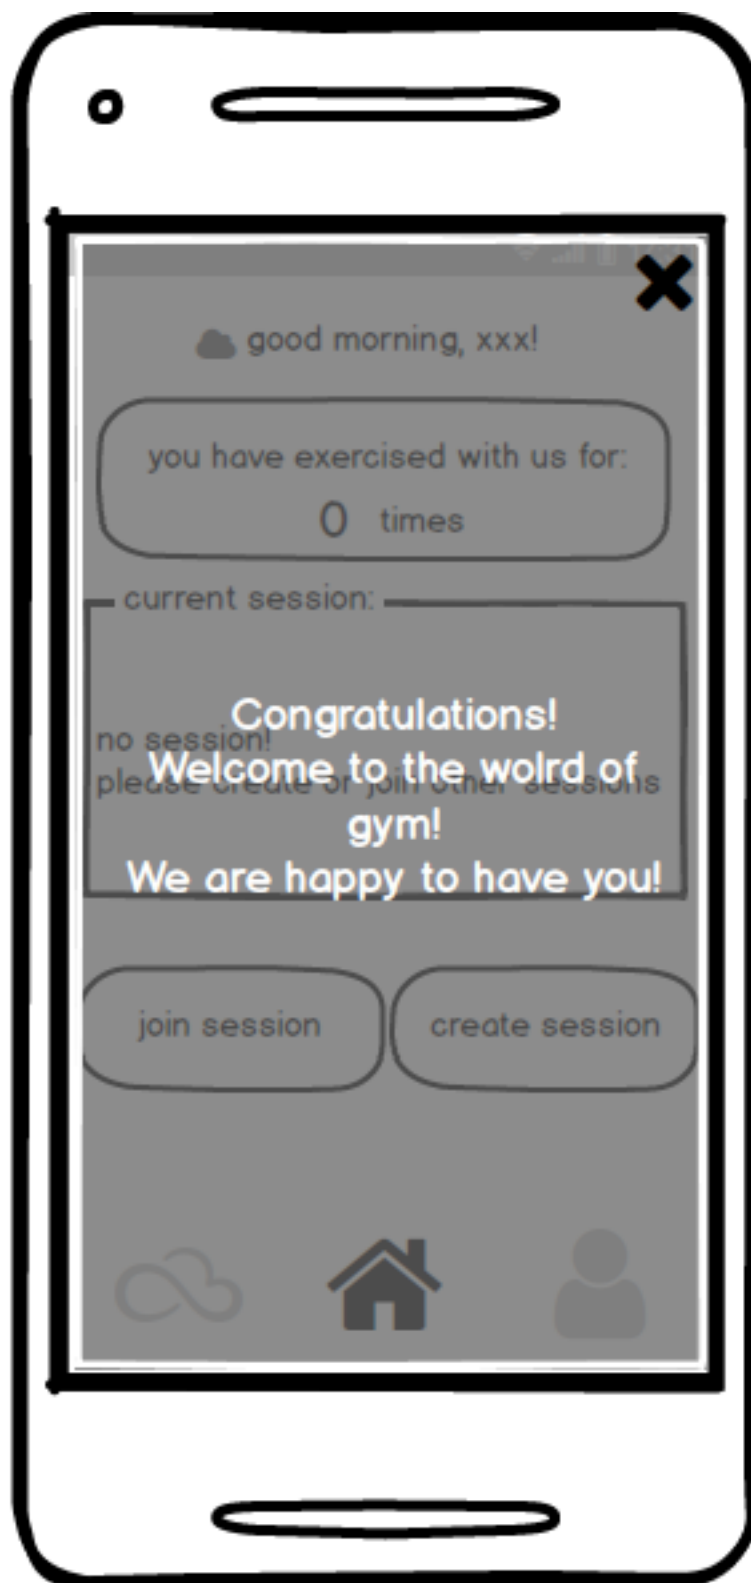 good morning, xxx!
you have exercised with us for:
0 times
current session:
no session!
please create or join other sessions
Congratulations!
Welcome to the wolrd of
gym!
We are happy to have you!
join session
create session